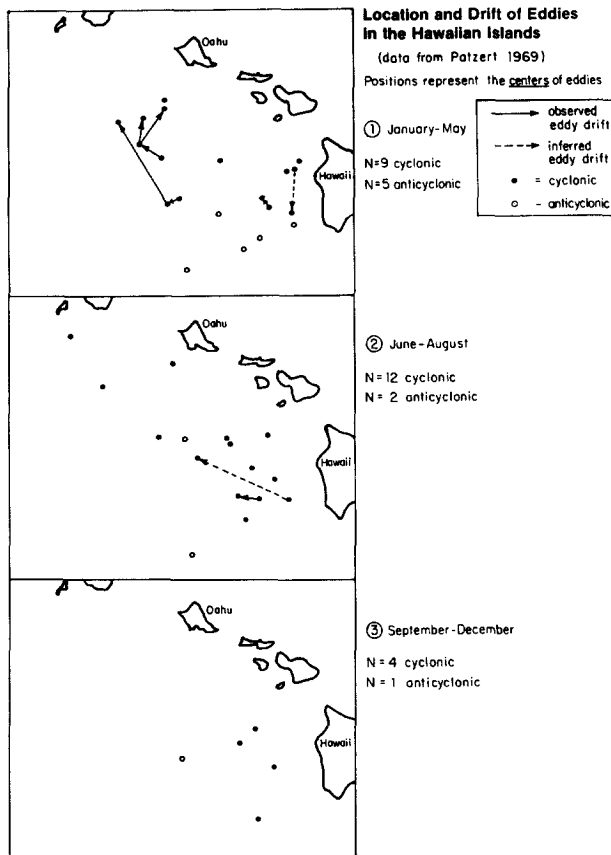 Location and Drift of Eddies
in the Hawaiian Islands
(data from Patzert 1969)
Positions represent the centers of eddies
① January-May
N=9 cyclonic
N=5 anticyclonic
observed
eddy drift
inferred
eddy drift
= cyclonic
- anticyclonic
Oahu
Hawaii
② June-August
N=12 cyclonic
N= 2 anticyclonic
Oahu
Hawaii
③ September-December
N= 4 cyclonic
N= 1 anticyclonic
Oahu
Hawaii